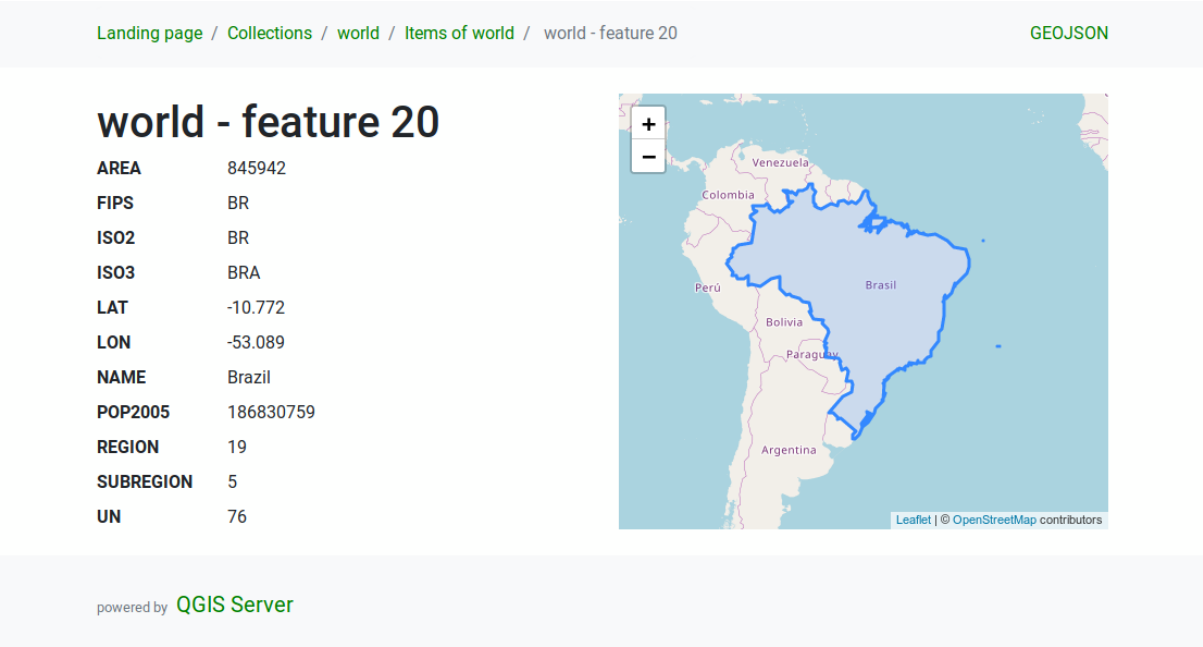 Landing page / Collections / world / Items of world / world - feature 20 GEOJSON
world - feature 20
AREA 845942
FIPS BR
ISO2 BR
ISO3 BRA
LAT -10.772
LON -53.089
NAME Brazil
POP2005 186830759
REGION 19
SUBREGION 5
UN 76
+
−
Venezuela
Colombia
Brasil
Perú
Bolivia
Paraguay
Argentina
Leaflet | © OpenStreetMap contributors
powered by QGIS Server